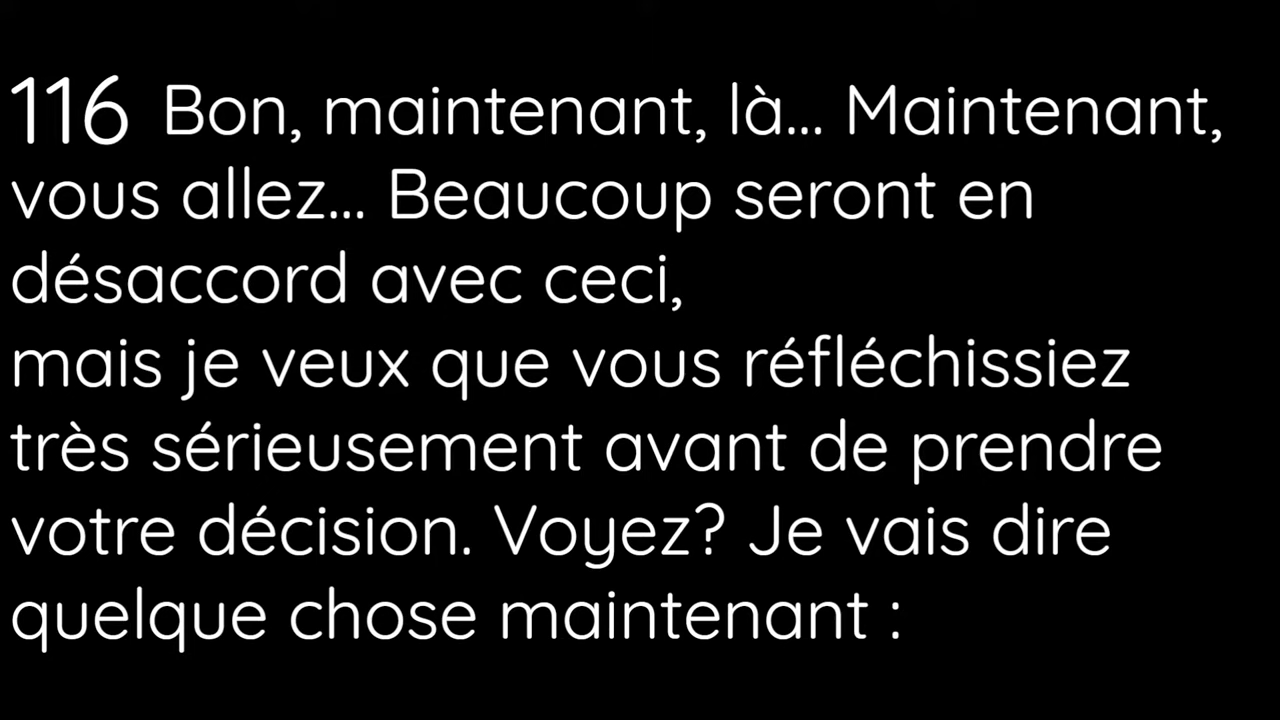 116 Bon, maintenant, là... Maintenant,
vous allez... Beaucoup seront en
désaccord avec ceci,
mais je veux que vous réfléchissiez
très sérieusement avant de prendre
votre décision. Voyez? Je vais dire
quelque chose maintenant :